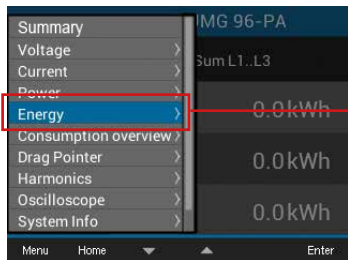 UMG 96-PA
Summary
Voltage
Sum L1..L3
Current
Power
Energy
0.0kWh
Consumption overview
Drag Pointer
0.0kWh
Harmonics
Oscilloscope
0.0kWh
System Info
Menu Home Enter